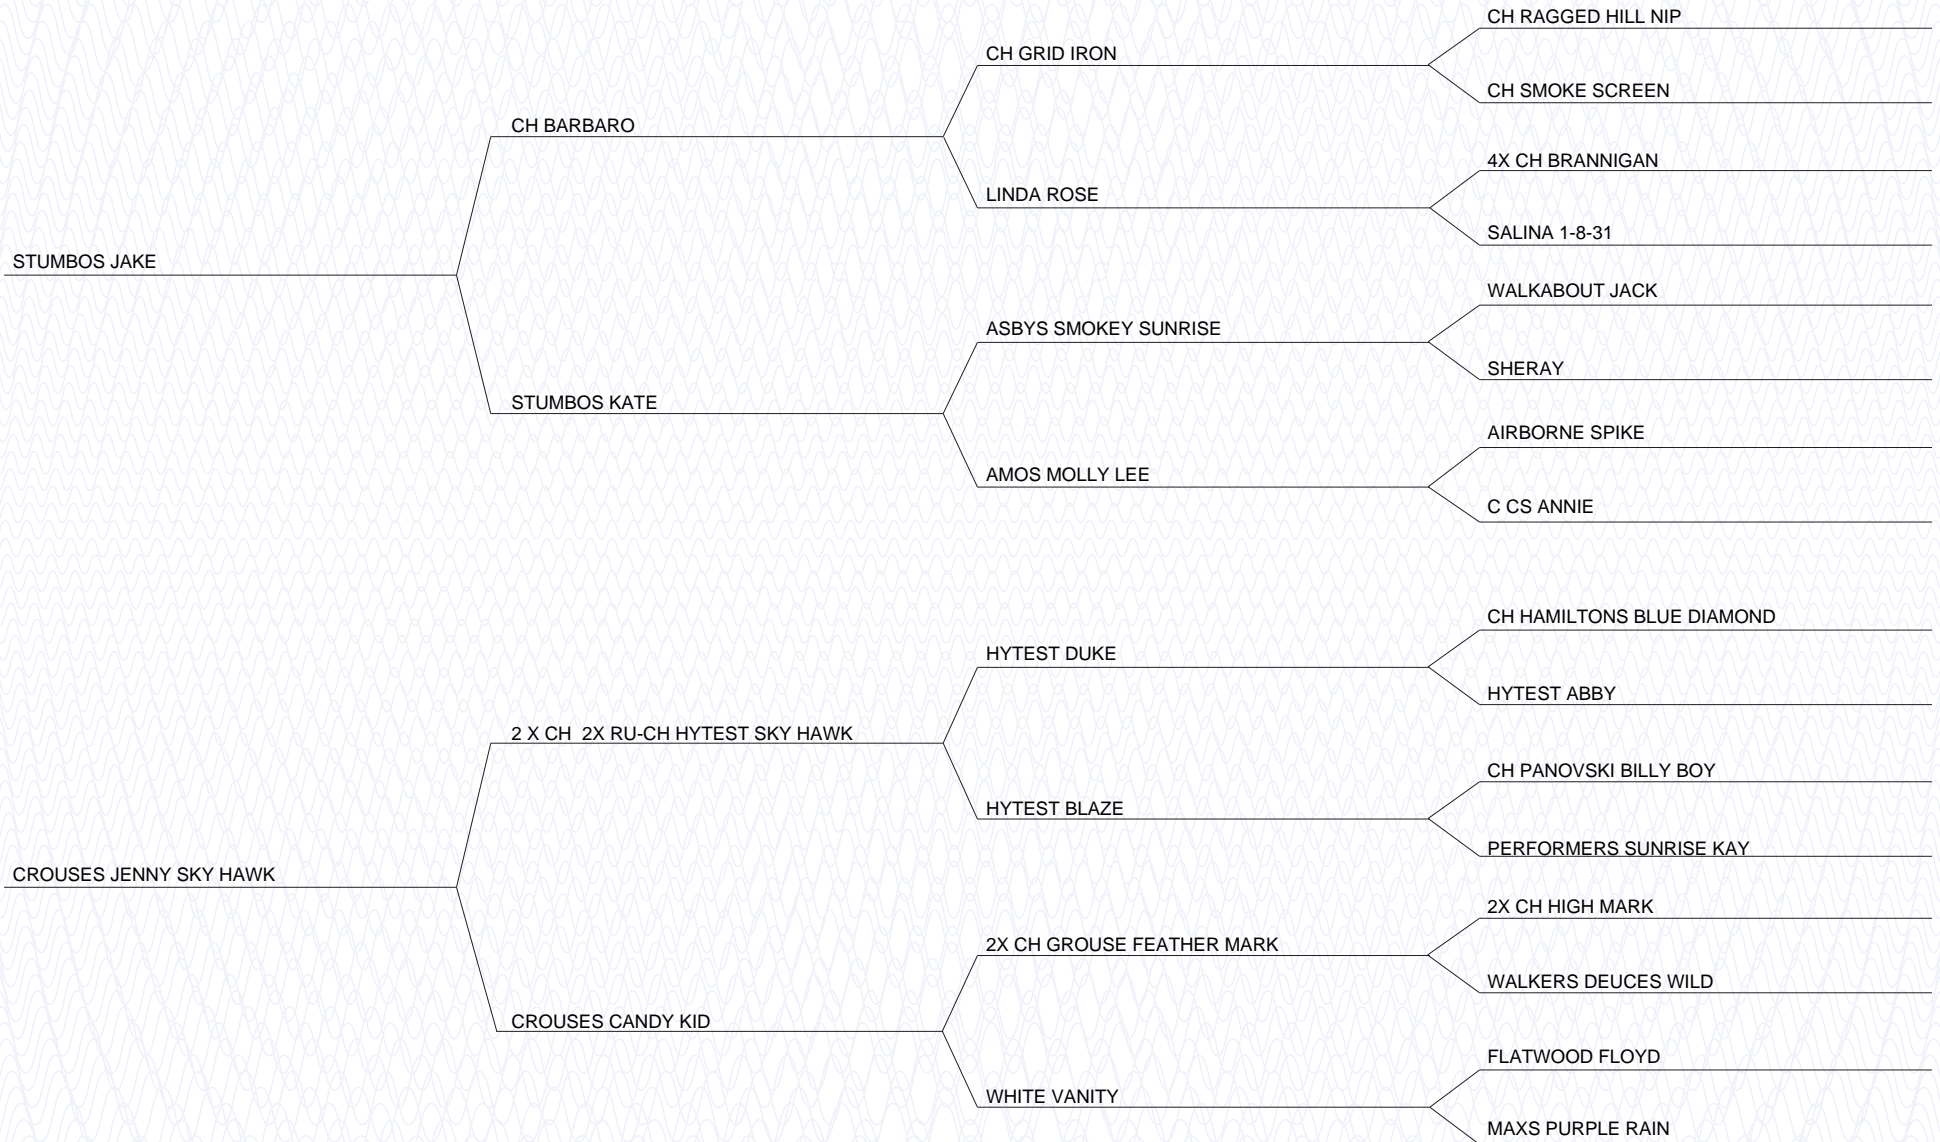 CH RAGGED HILL NIP
CH GRID IRON
CH SMOKE SCREEN
CH BARBARO
4X CH BRANNIGAN
LINDA ROSE
SALINA 1-8-31
STUMBOS JAKE
WALKABOUT JACK
ASBYS SMOKEY SUNRISE
SHERAY
STUMBOS KATE
AIRBORNE SPIKE
AMOS MOLLY LEE
C CS ANNIE
CH HAMILTONS BLUE DIAMOND
HYTEST DUKE
HYTEST ABBY
2 X CH  2X RU-CH HYTEST SKY HAWK
CH PANOVSKI BILLY BOY
HYTEST BLAZE
PERFORMERS SUNRISE KAY
CROUSES JENNY SKY HAWK
2X CH HIGH MARK
2X CH GROUSE FEATHER MARK
WALKERS DEUCES WILD
CROUSES CANDY KID
FLATWOOD FLOYD
WHITE VANITY
MAXS PURPLE RAIN